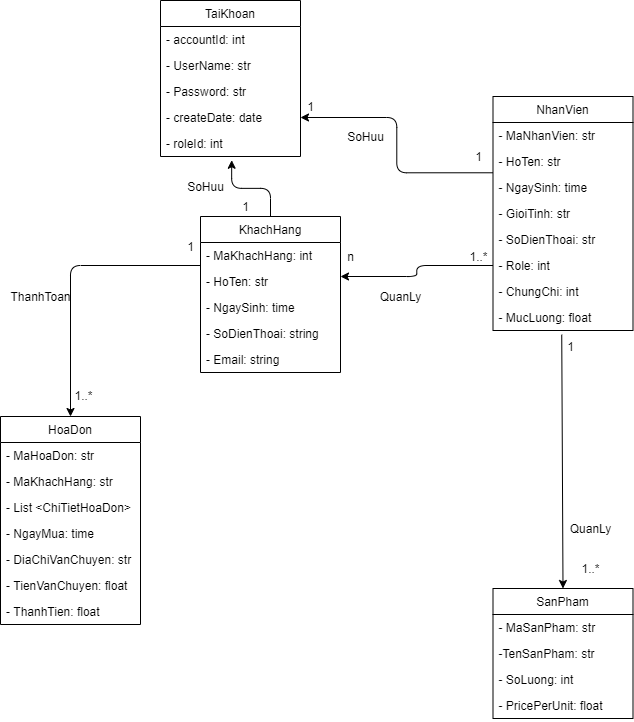 TaiKhoan
- accountId: int
- UserName: str
- Password: str
- createDate: date
- roleId: int
1
SoHuu
1
NhanVien
- MaNhanVien: str
- HoTen: str
- NgaySinh: time
- GioiTinh: str
- SoDienThoai: str
- Role: int
- ChungChi: int
- MucLuong: float
SoHuu
1
KhachHang
- MaKhachHang: int
- HoTen: str
- NgaySinh: time
- SoDienThoai: string
- Email: string
n
1..*
QuanLy
1
ThanhToan
1..*
HoaDon
- MaHoaDon: str
- MaKhachHang: str
- List <ChiTietHoaDon>
- NgayMua: time
- DiaChiVanChuyen: str
- TienVanChuyen: float
- ThanhTien: float
1
QuanLy
1..*
SanPham
- MaSanPham: str
-TenSanPham: str
- SoLuong: int
- PricePerUnit: float